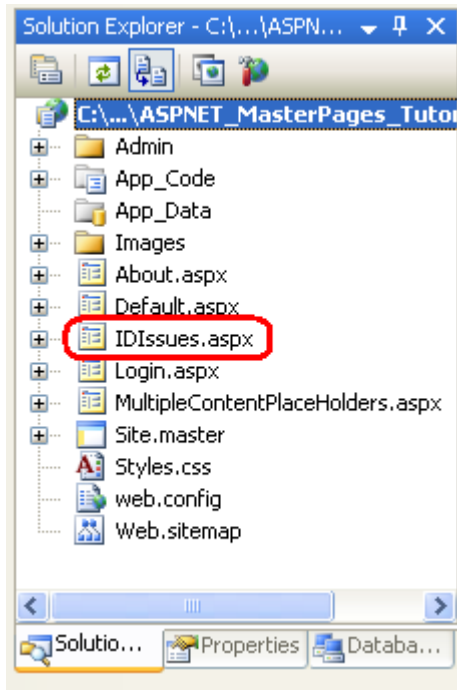 Solution Explorer - C:\...\ASPN...
C:\...\ASPNET_MasterPages_Tutor
Admin
App_Code
App_Data
Images
About.aspx
Default.aspx
IDIssues.aspx
Login.aspx
MultipleContentPlaceHolders.aspx
Site.master
Styles.css
web.config
Web.sitemap
Solutio... Properties Databa...